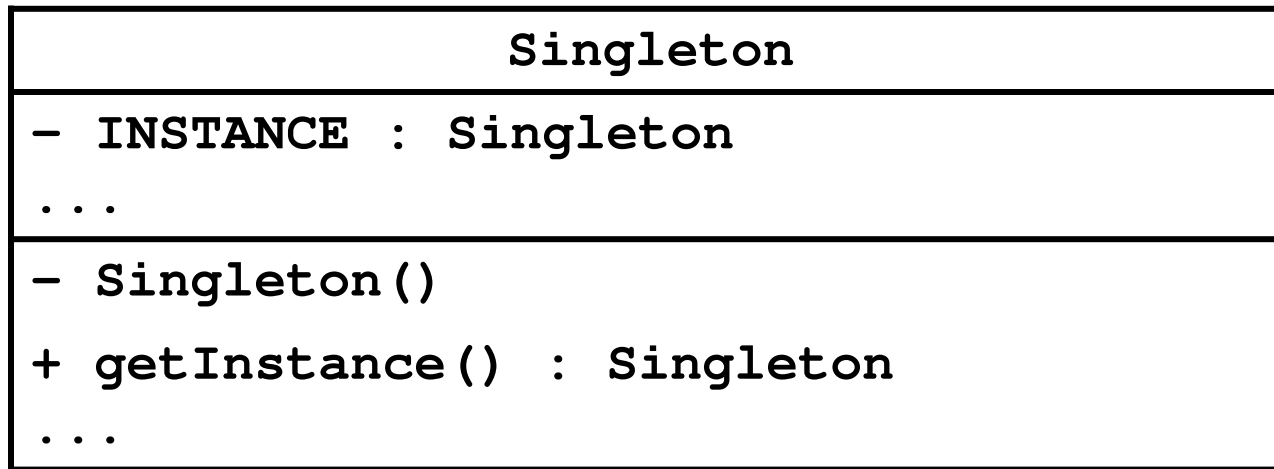 Singleton
- INSTANCE : Singleton
...
- Singleton()
+ getInstance() : Singleton
...